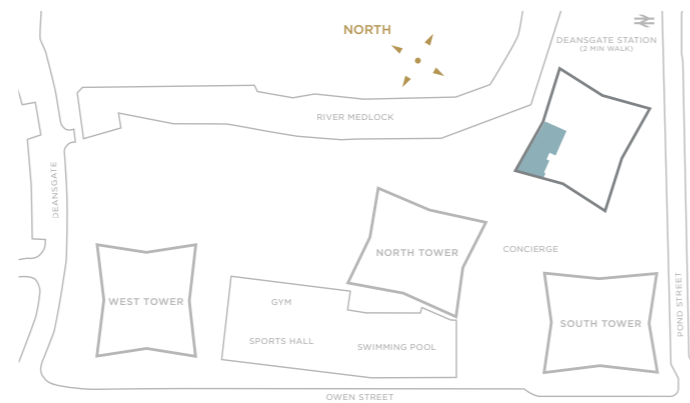 NORTH
DEANSGATE STATION
(2 MIN WALK)
RIVER MEDLOCK
DEANSGATE
NORTH TOWER
CONCIERGE
WEST TOWER
GYM
SPORTS HALL
SWIMMING POOL
SOUTH TOWER
POND STREET
OWEN STREET